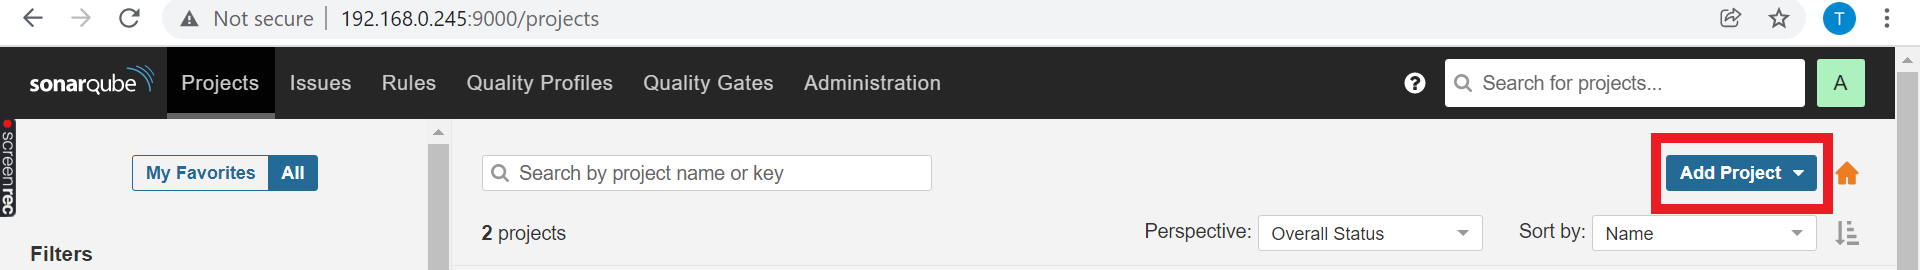 Not secure 192.168.0.245:9000/projects T
sonarqube Projects Issues Rules Quality Profiles Quality Gates Administration ? Search for projects... A
screenrec
My Favorites All Search by project name or key Add Project
2 projects Perspective: Overall Status Sort by: Name
Filters